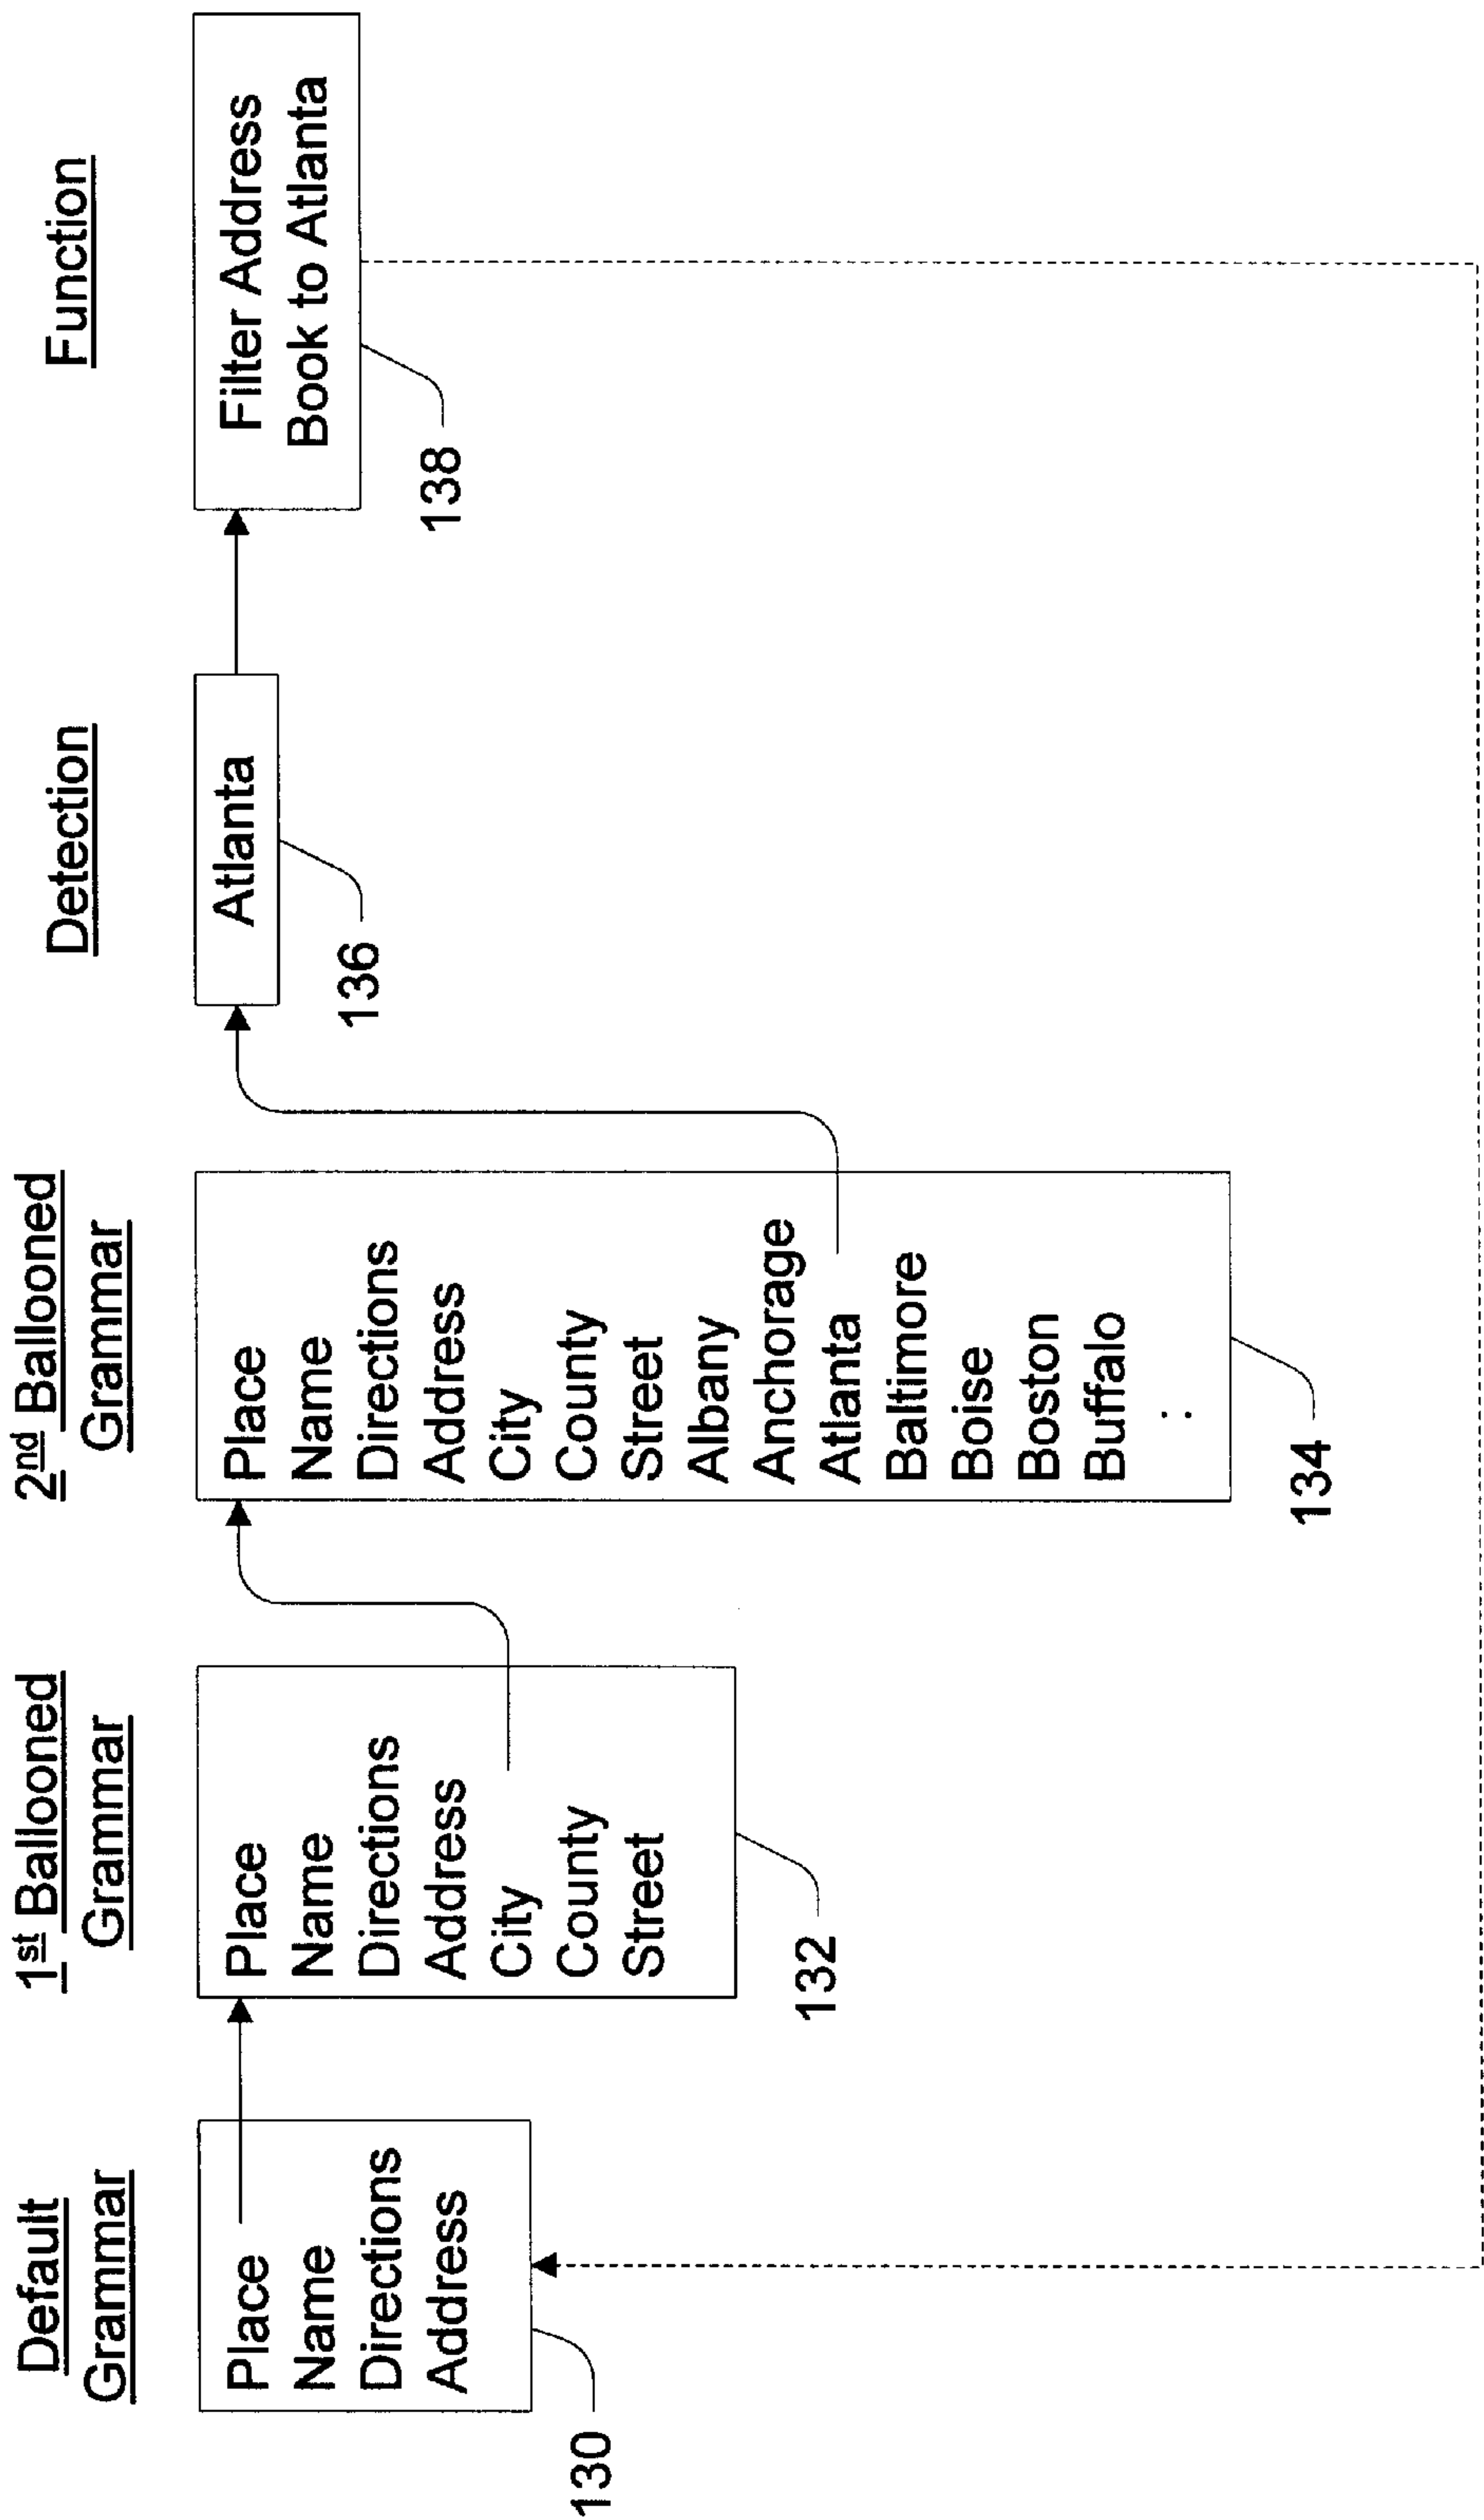 Default
Grammar
Place
Name
Directions
Address
130
1st Ballooned
Grammar
Place
Name
Directions
Address
City
County
Street
132
2nd Ballooned
Grammar
Place
Name
Directions
Address
City
County
Street
Albany
Anchorage
Atlanta
Baltimore
Boise
Boston
Buffalo
:
134
Detection
Atlanta
136
Function
Filter Address
Book to Atlanta
138